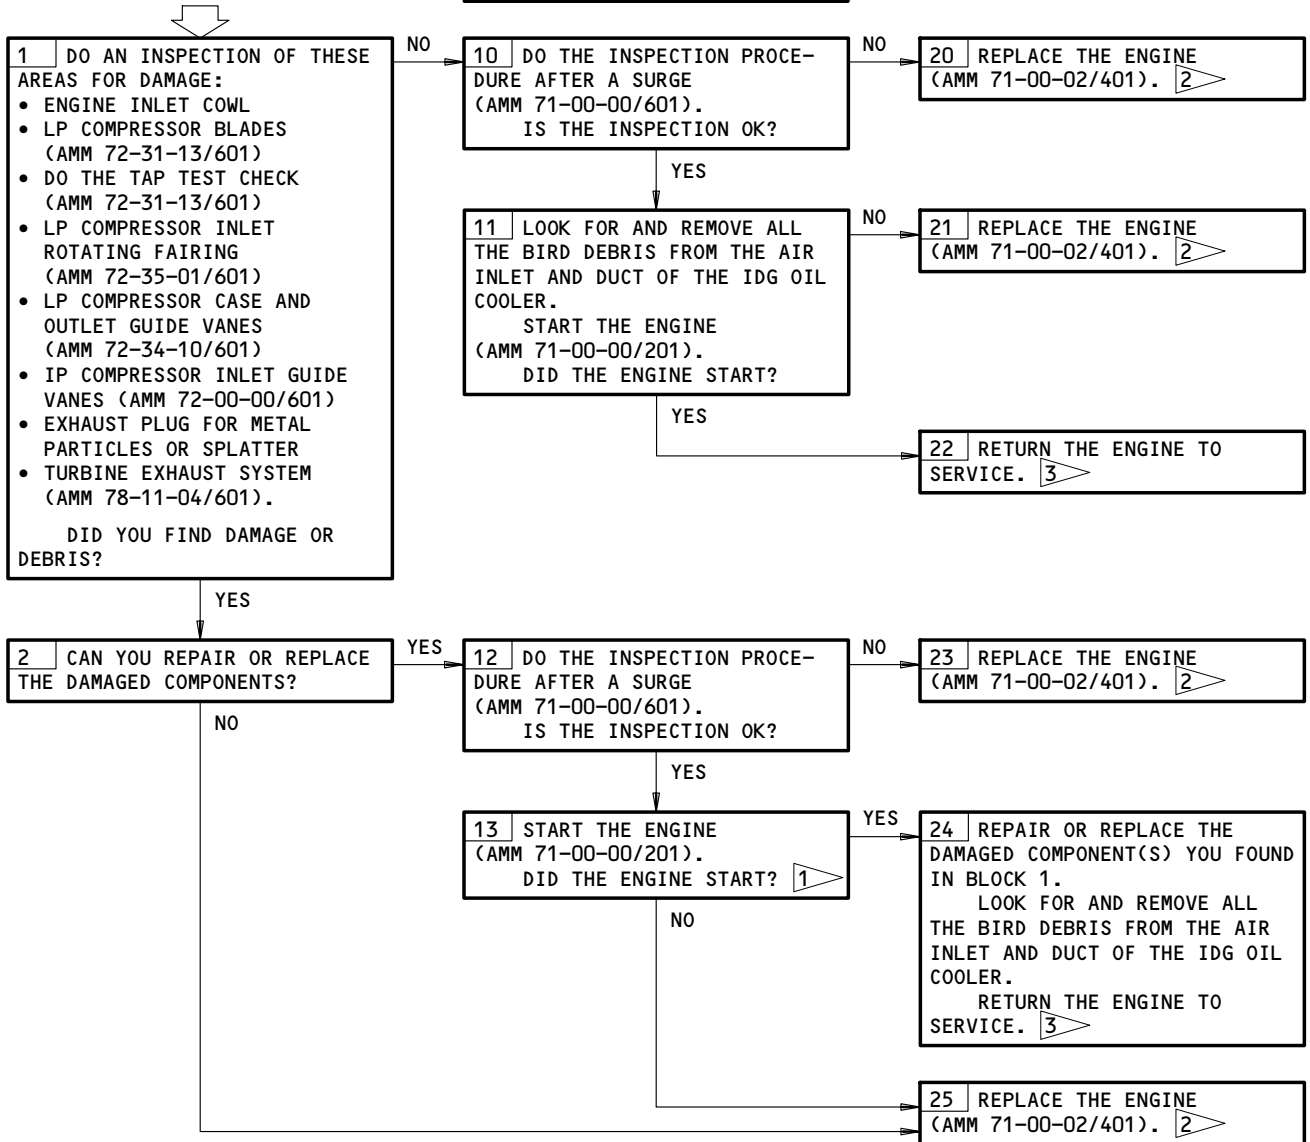 1 DO AN INSPECTION OF THESE
AREAS FOR DAMAGE:
• ENGINE INLET COWL
• LP COMPRESSOR BLADES
(AMM 72-31-13/601)
• DO THE TAP TEST CHECK
(AMM 72-31-13/601)
• LP COMPRESSOR INLET
ROTATING FAIRING
(AMM 72-35-01/601)
• LP COMPRESSOR CASE AND
OUTLET GUIDE VANES
(AMM 72-34-10/601)
• IP COMPRESSOR INLET GUIDE
VANES (AMM 72-00-00/601)
• EXHAUST PLUG FOR METAL
PARTICLES OR SPLATTER
• TURBINE EXHAUST SYSTEM
(AMM 78-11-04/601).
DID YOU FIND DAMAGE OR
DEBRIS?
NO
10 DO THE INSPECTION PROCE-
DURE AFTER A SURGE
(AMM 71-00-00/601).
IS THE INSPECTION OK?
NO
20 REPLACE THE ENGINE
(AMM 71-00-02/401). 2
YES
11 LOOK FOR AND REMOVE ALL
THE BIRD DEBRIS FROM THE AIR
INLET AND DUCT OF THE IDG OIL
COOLER.
START THE ENGINE
(AMM 71-00-00/201).
DID THE ENGINE START?
NO
21 REPLACE THE ENGINE
(AMM 71-00-02/401). 2
YES
22 RETURN THE ENGINE TO
SERVICE. 3
YES
2 CAN YOU REPAIR OR REPLACE
THE DAMAGED COMPONENTS?
YES
12 DO THE INSPECTION PROCE-
DURE AFTER A SURGE
(AMM 71-00-00/601).
IS THE INSPECTION OK?
NO
23 REPLACE THE ENGINE
(AMM 71-00-02/401). 2
NO
YES
13 START THE ENGINE
(AMM 71-00-00/201).
DID THE ENGINE START? 1
YES
24 REPAIR OR REPLACE THE
DAMAGED COMPONENT(S) YOU FOUND
IN BLOCK 1.
LOOK FOR AND REMOVE ALL
THE BIRD DEBRIS FROM THE AIR
INLET AND DUCT OF THE IDG OIL
COOLER.
RETURN THE ENGINE TO
SERVICE. 3
NO
25 REPLACE THE ENGINE
(AMM 71-00-02/401). 2